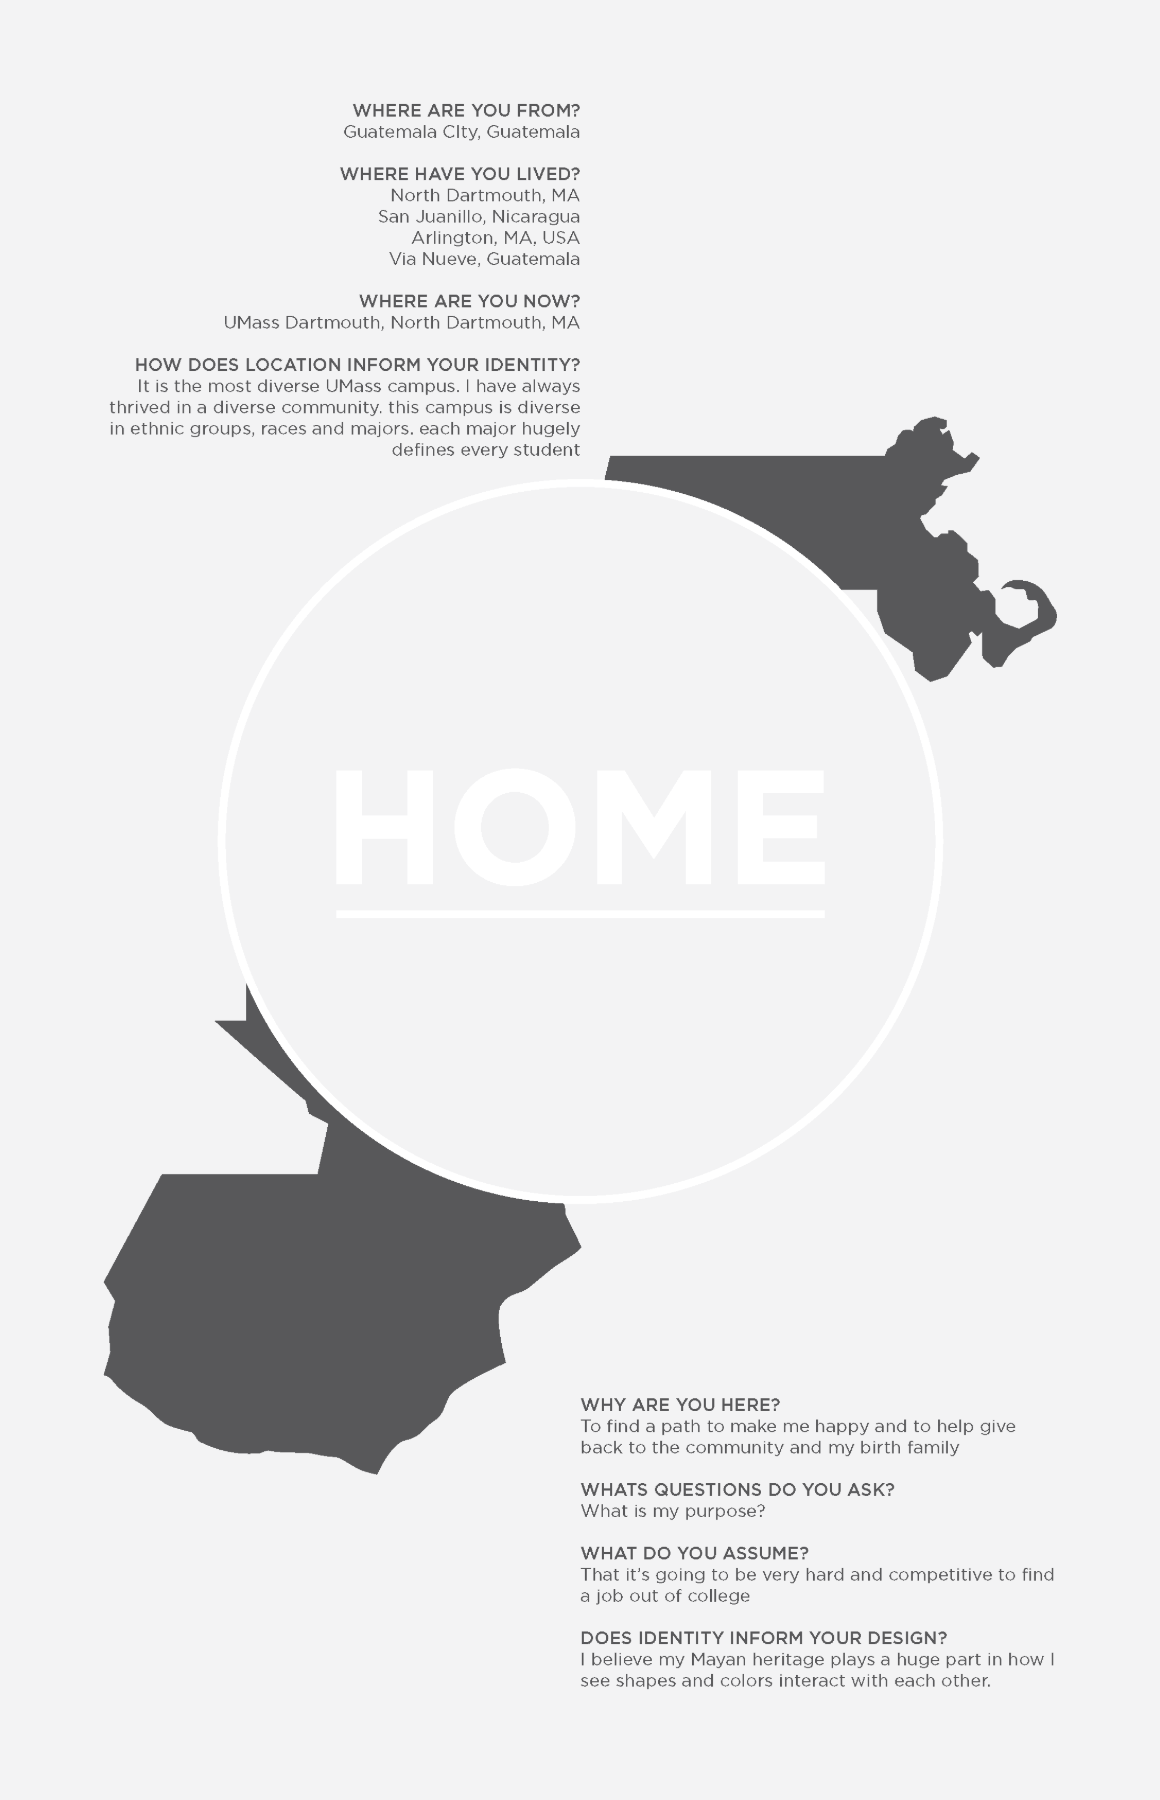 WHERE ARE YOU FROM?
Guatemala CIty, Guatemala
WHERE HAVE YOU LIVED?
North Dartmouth, MA
San Juanillo, Nicaragua
Arlington, MA, USA
Via Nueve, Guatemala
WHERE ARE YOU NOW?
UMass Dartmouth, North Dartmouth, MA
HOW DOES LOCATION INFORM YOUR IDENTITY?
It is the most diverse UMass campus. I have always
thrived in a diverse community. this campus is diverse
in ethnic groups, races and majors. each major hugely
defines every student
HOME
WHY ARE YOU HERE?
To find a path to make me happy and to help give
back to the community and my birth family
WHATS QUESTIONS DO YOU ASK?
What is my purpose?
WHAT DO YOU ASSUME?
That it’s going to be very hard and competitive to find
a job out of college
DOES IDENTITY INFORM YOUR DESIGN?
I believe my Mayan heritage plays a huge part in how I
see shapes and colors interact with each other.